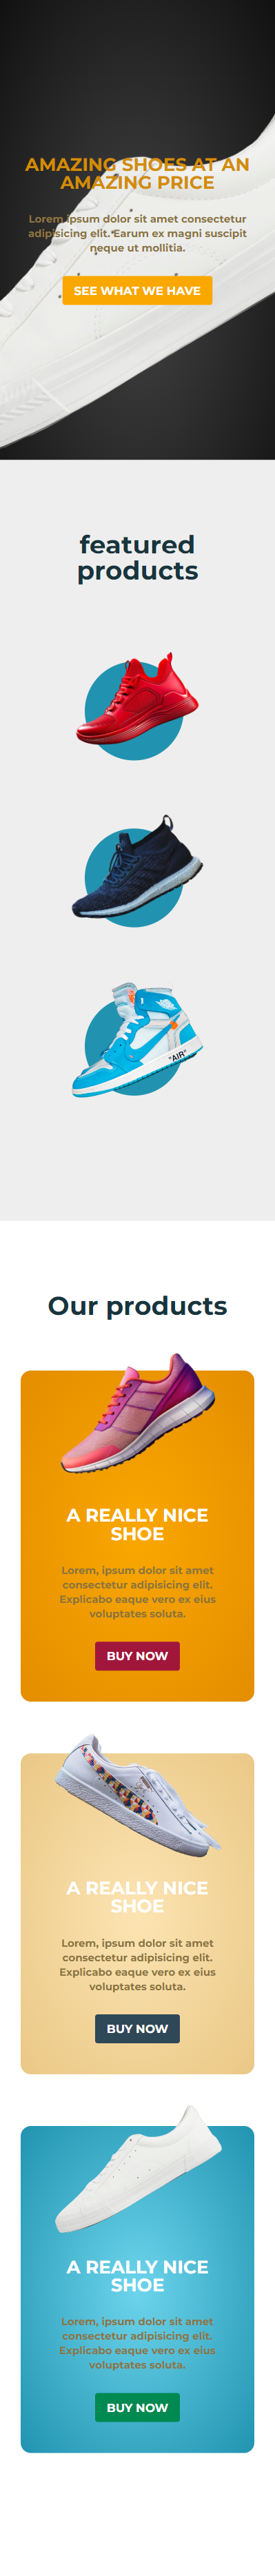 AMAZING SHOES AT AN
AMAZING PRICE
Lorem ipsum dolor sit amet consectetur
adipisicing elit. Earum ex magni suscipit
neque ut mollitia.
SEE WHAT WE HAVE
featured
products
"AIR"
Our products
A REALLY NICE
SHOE
Lorem, ipsum dolor sit amet
consectetur adipisicing elit.
Explicabo eaque vero ex eius
voluptates soluta.
BUY NOW
A REALLY NICE
SHOE
Lorem, ipsum dolor sit amet
consectetur adipisicing elit.
Explicabo eaque vero ex eius
voluptates soluta.
BUY NOW
A REALLY NICE
SHOE
Lorem, ipsum dolor sit amet
consectetur adipisicing elit.
Explicabo eaque vero ex eius
voluptates soluta.
BUY NOW